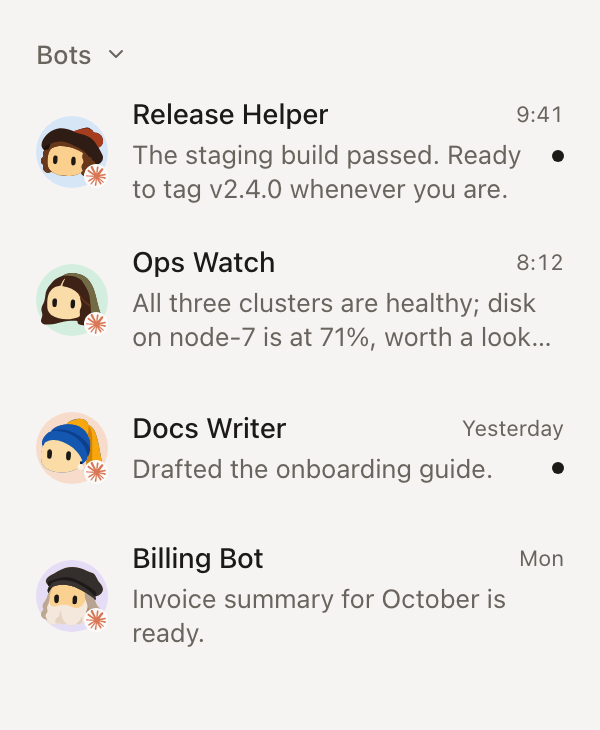 Bots
Release Helper 9:41
The staging build passed. Ready
to tag v2.4.0 whenever you are.
Ops Watch 8:12
All three clusters are healthy; disk
on node-7 is at 71%, worth a look...
Docs Writer Yesterday
Drafted the onboarding guide.
Billing Bot Mon
Invoice summary for October is
ready.